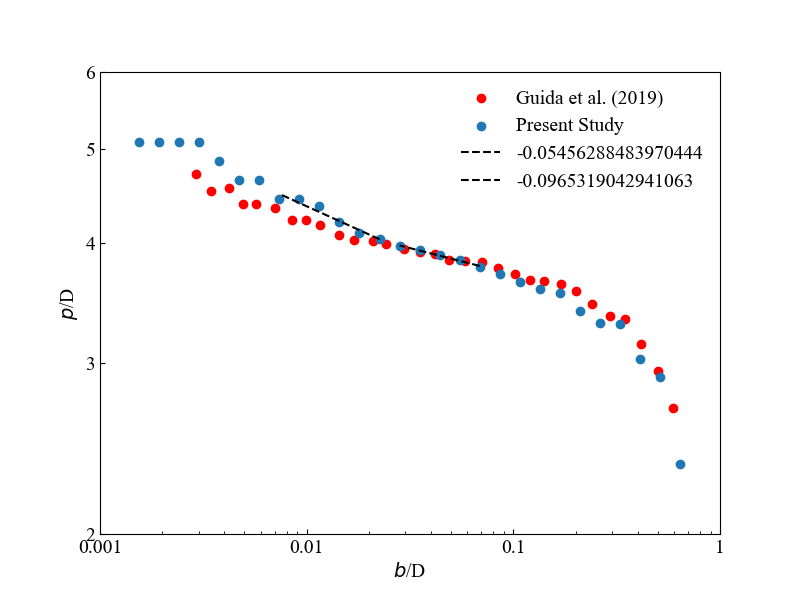 6
5
4
3
2
p/D
0.001
0.01
0.1
1
b/D
Guida et al. (2019)
Present Study
-0.05456288483970444
-0.0965319042941063